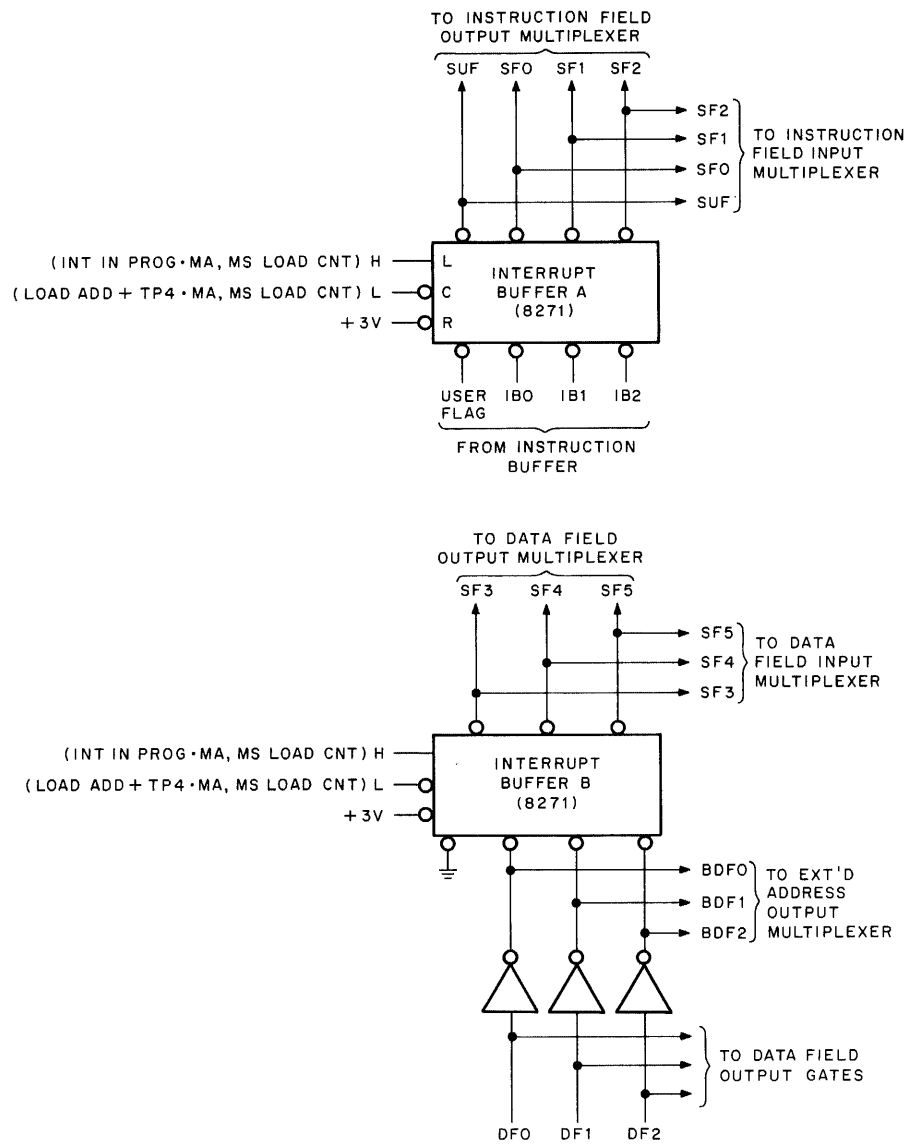 TO INSTRUCTION FIELD
OUTPUT MULTIPLEXER
SUF SF0 SF1 SF2
SF2
SF1
SF0
SUF
TO INSTRUCTION
FIELD INPUT
MULTIPLEXER
(INT IN PROG·MA, MS LOAD CNT) H
(LOAD ADD + TP4·MA, MS LOAD CNT) L
+3V
L
C
R
INTERRUPT
BUFFER A
(8271)
USER
FLAG
IB0 IB1 IB2
FROM INSTRUCTION
BUFFER
TO DATA FIELD
OUTPUT MULTIPLEXER
SF3 SF4 SF5
SF5
SF4
SF3
TO DATA
FIELD INPUT
MULTIPLEXER
(INT IN PROG·MA, MS LOAD CNT) H
(LOAD ADD + TP4·MA, MS LOAD CNT) L
+3V
INTERRUPT
BUFFER B
(8271)
BDF0
BDF1
BDF2
TO EXT'D
ADDRESS
OUTPUT
MULTIPLEXER
TO DATA FIELD
OUTPUT GATES
DF0 DF1 DF2